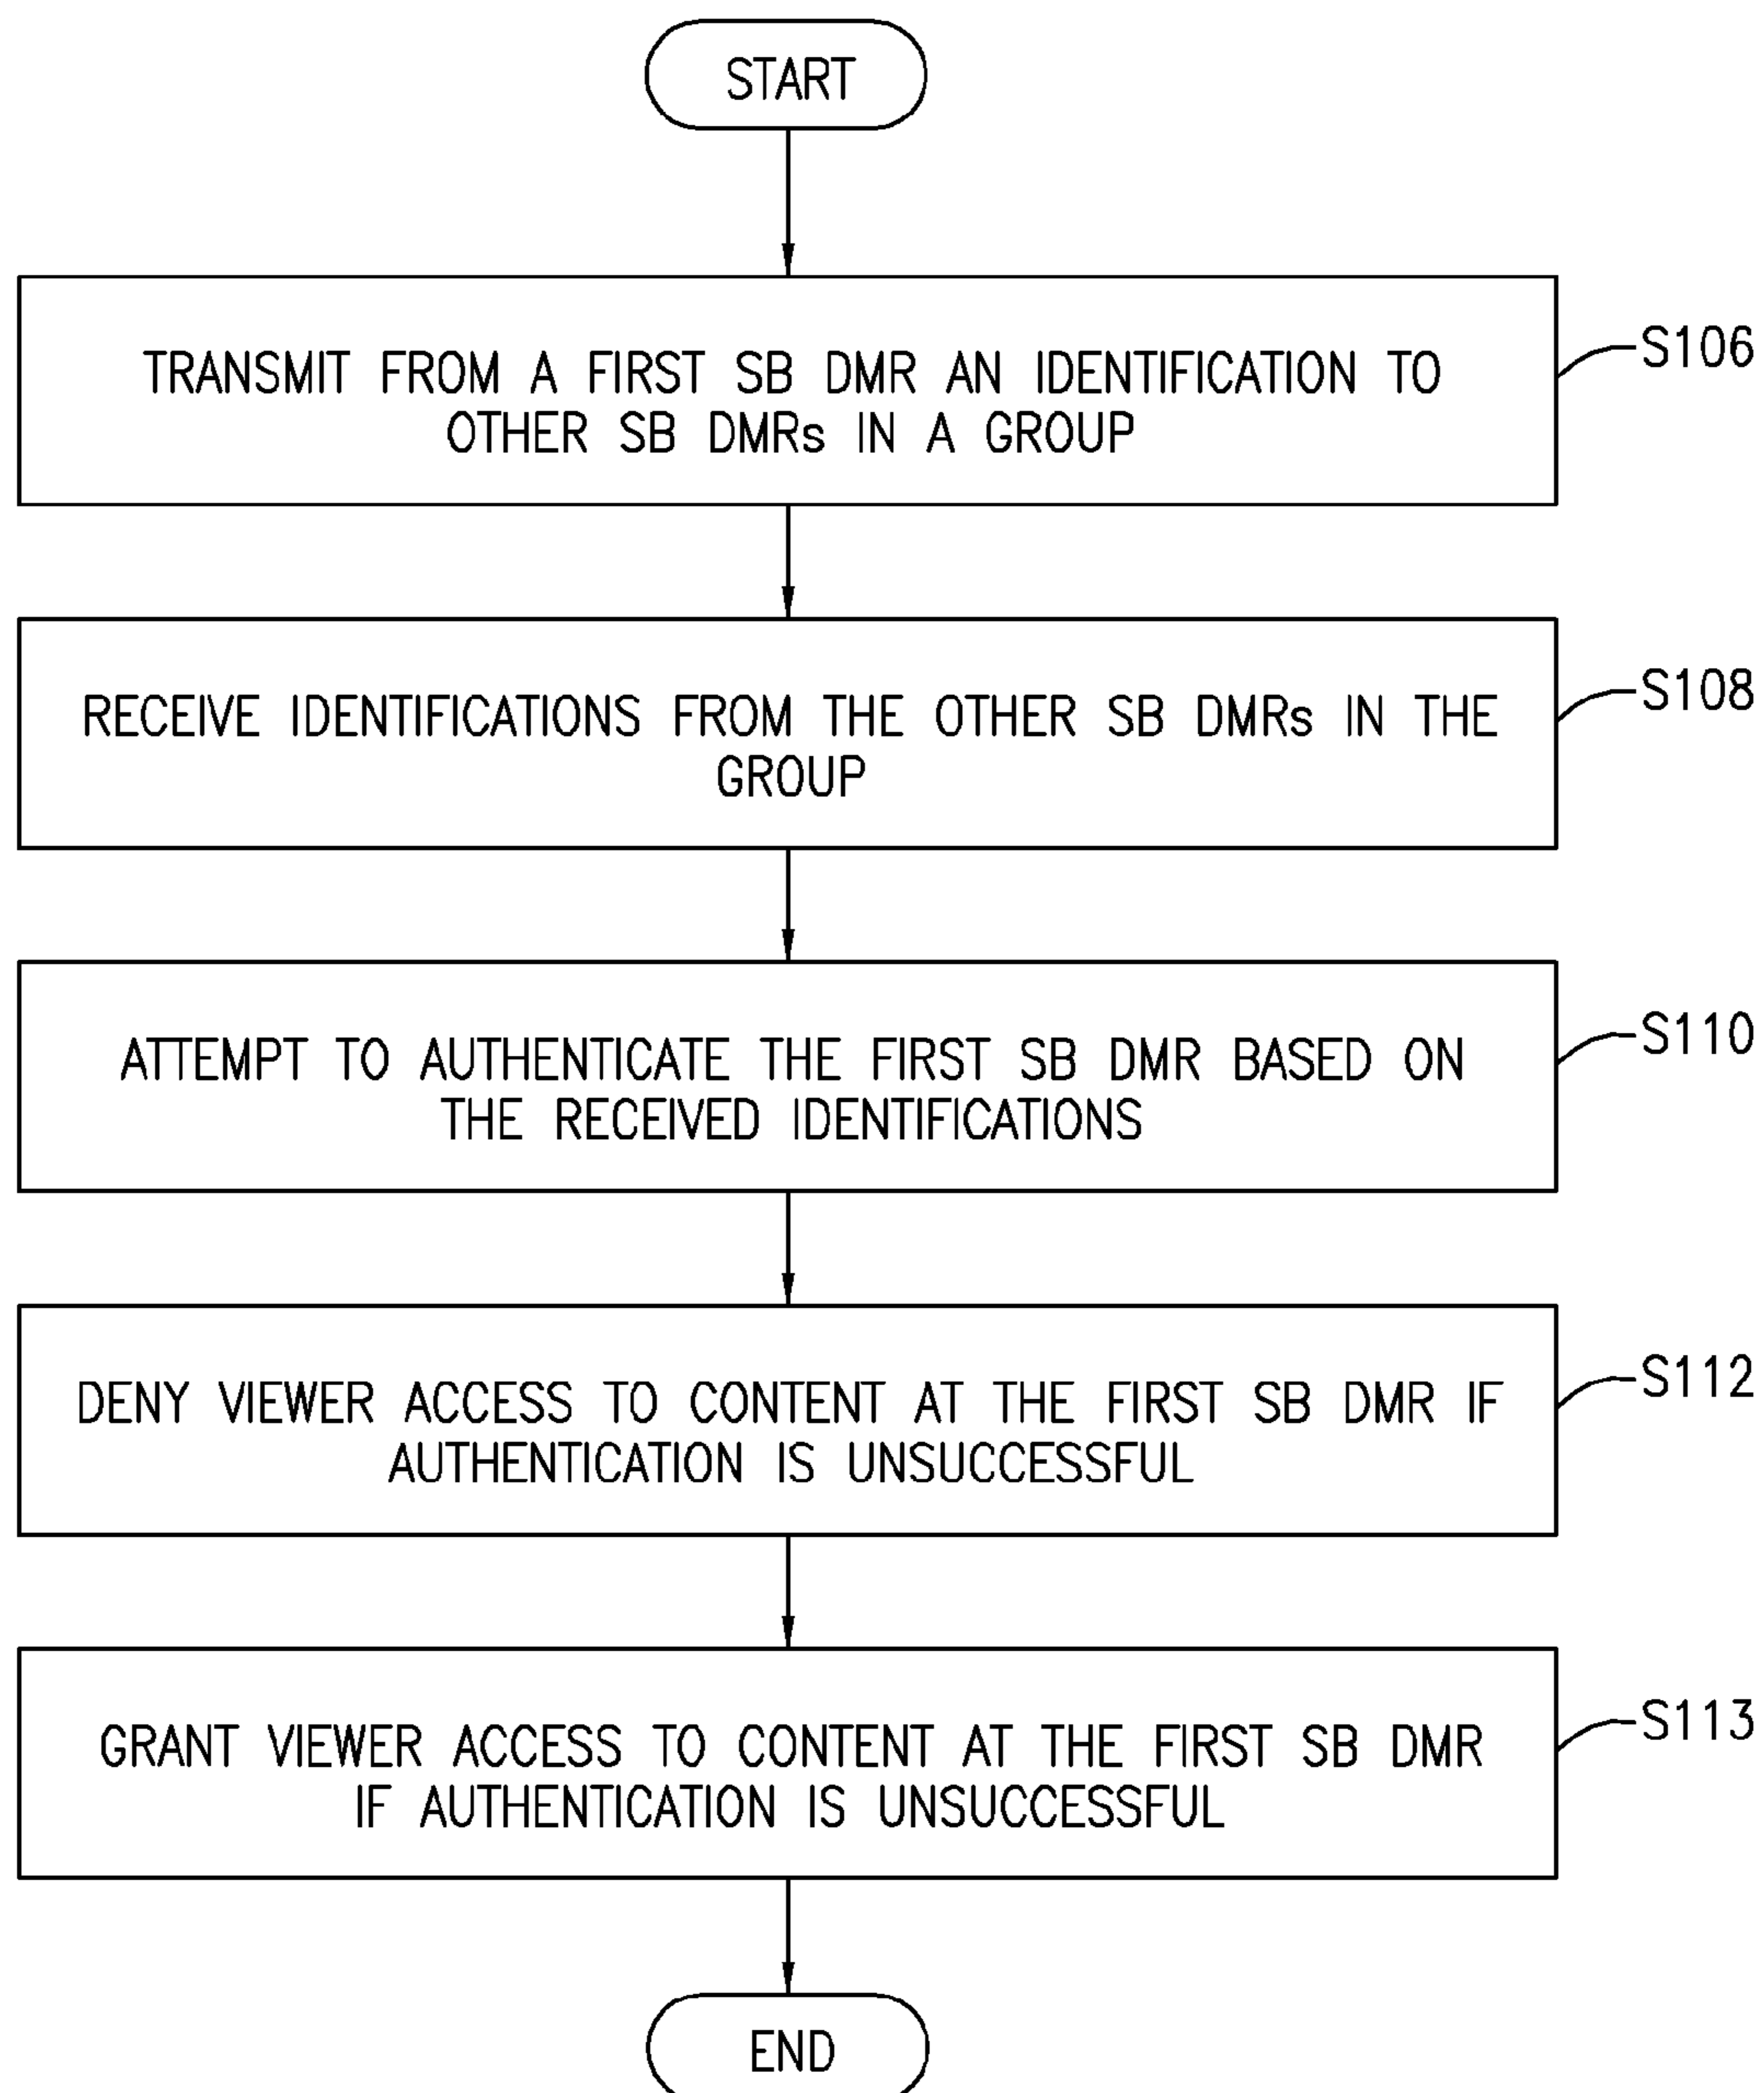 START
TRANSMIT FROM A FIRST SB DMR AN IDENTIFICATION TO
OTHER SB DMRs IN A GROUP
S106
RECEIVE IDENTIFICATIONS FROM THE OTHER SB DMRs IN THE
GROUP
S108
ATTEMPT TO AUTHENTICATE THE FIRST SB DMR BASED ON
THE RECEIVED IDENTIFICATIONS
S110
DENY VIEWER ACCESS TO CONTENT AT THE FIRST SB DMR IF
AUTHENTICATION IS UNSUCCESSFUL
S112
GRANT VIEWER ACCESS TO CONTENT AT THE FIRST SB DMR
IF AUTHENTICATION IS UNSUCCESSFUL
S113
END